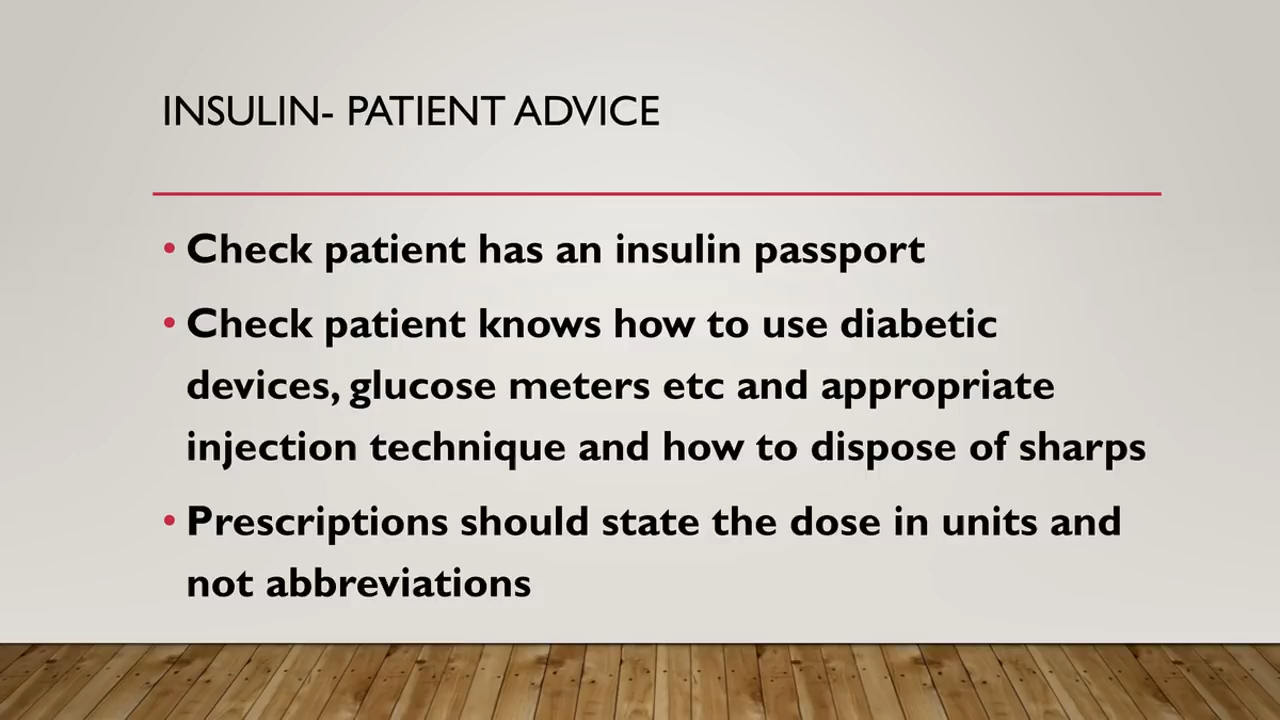 INSULIN- PATIENT ADVICE
• Check patient has an insulin passport
• Check patient knows how to use diabetic
devices, glucose meters etc and appropriate
injection technique and how to dispose of sharps
• Prescriptions should state the dose in units and
not abbreviations